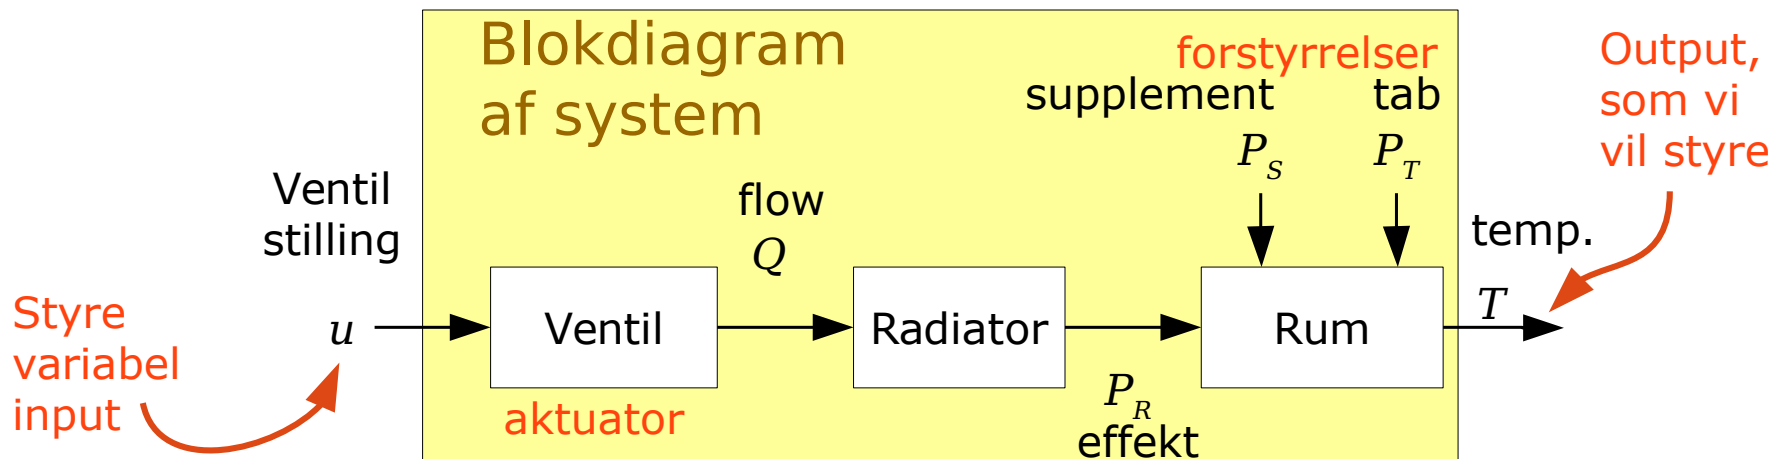 Blokdiagram
af system
forstyrrelser
supplement
tab
P_S
P_T
Output,
som vi
vil styre
Ventil
stilling
flow
Q
temp.
T
Styre
variabel
input
u
Ventil
Radiator
Rum
aktuator
P_R
effekt